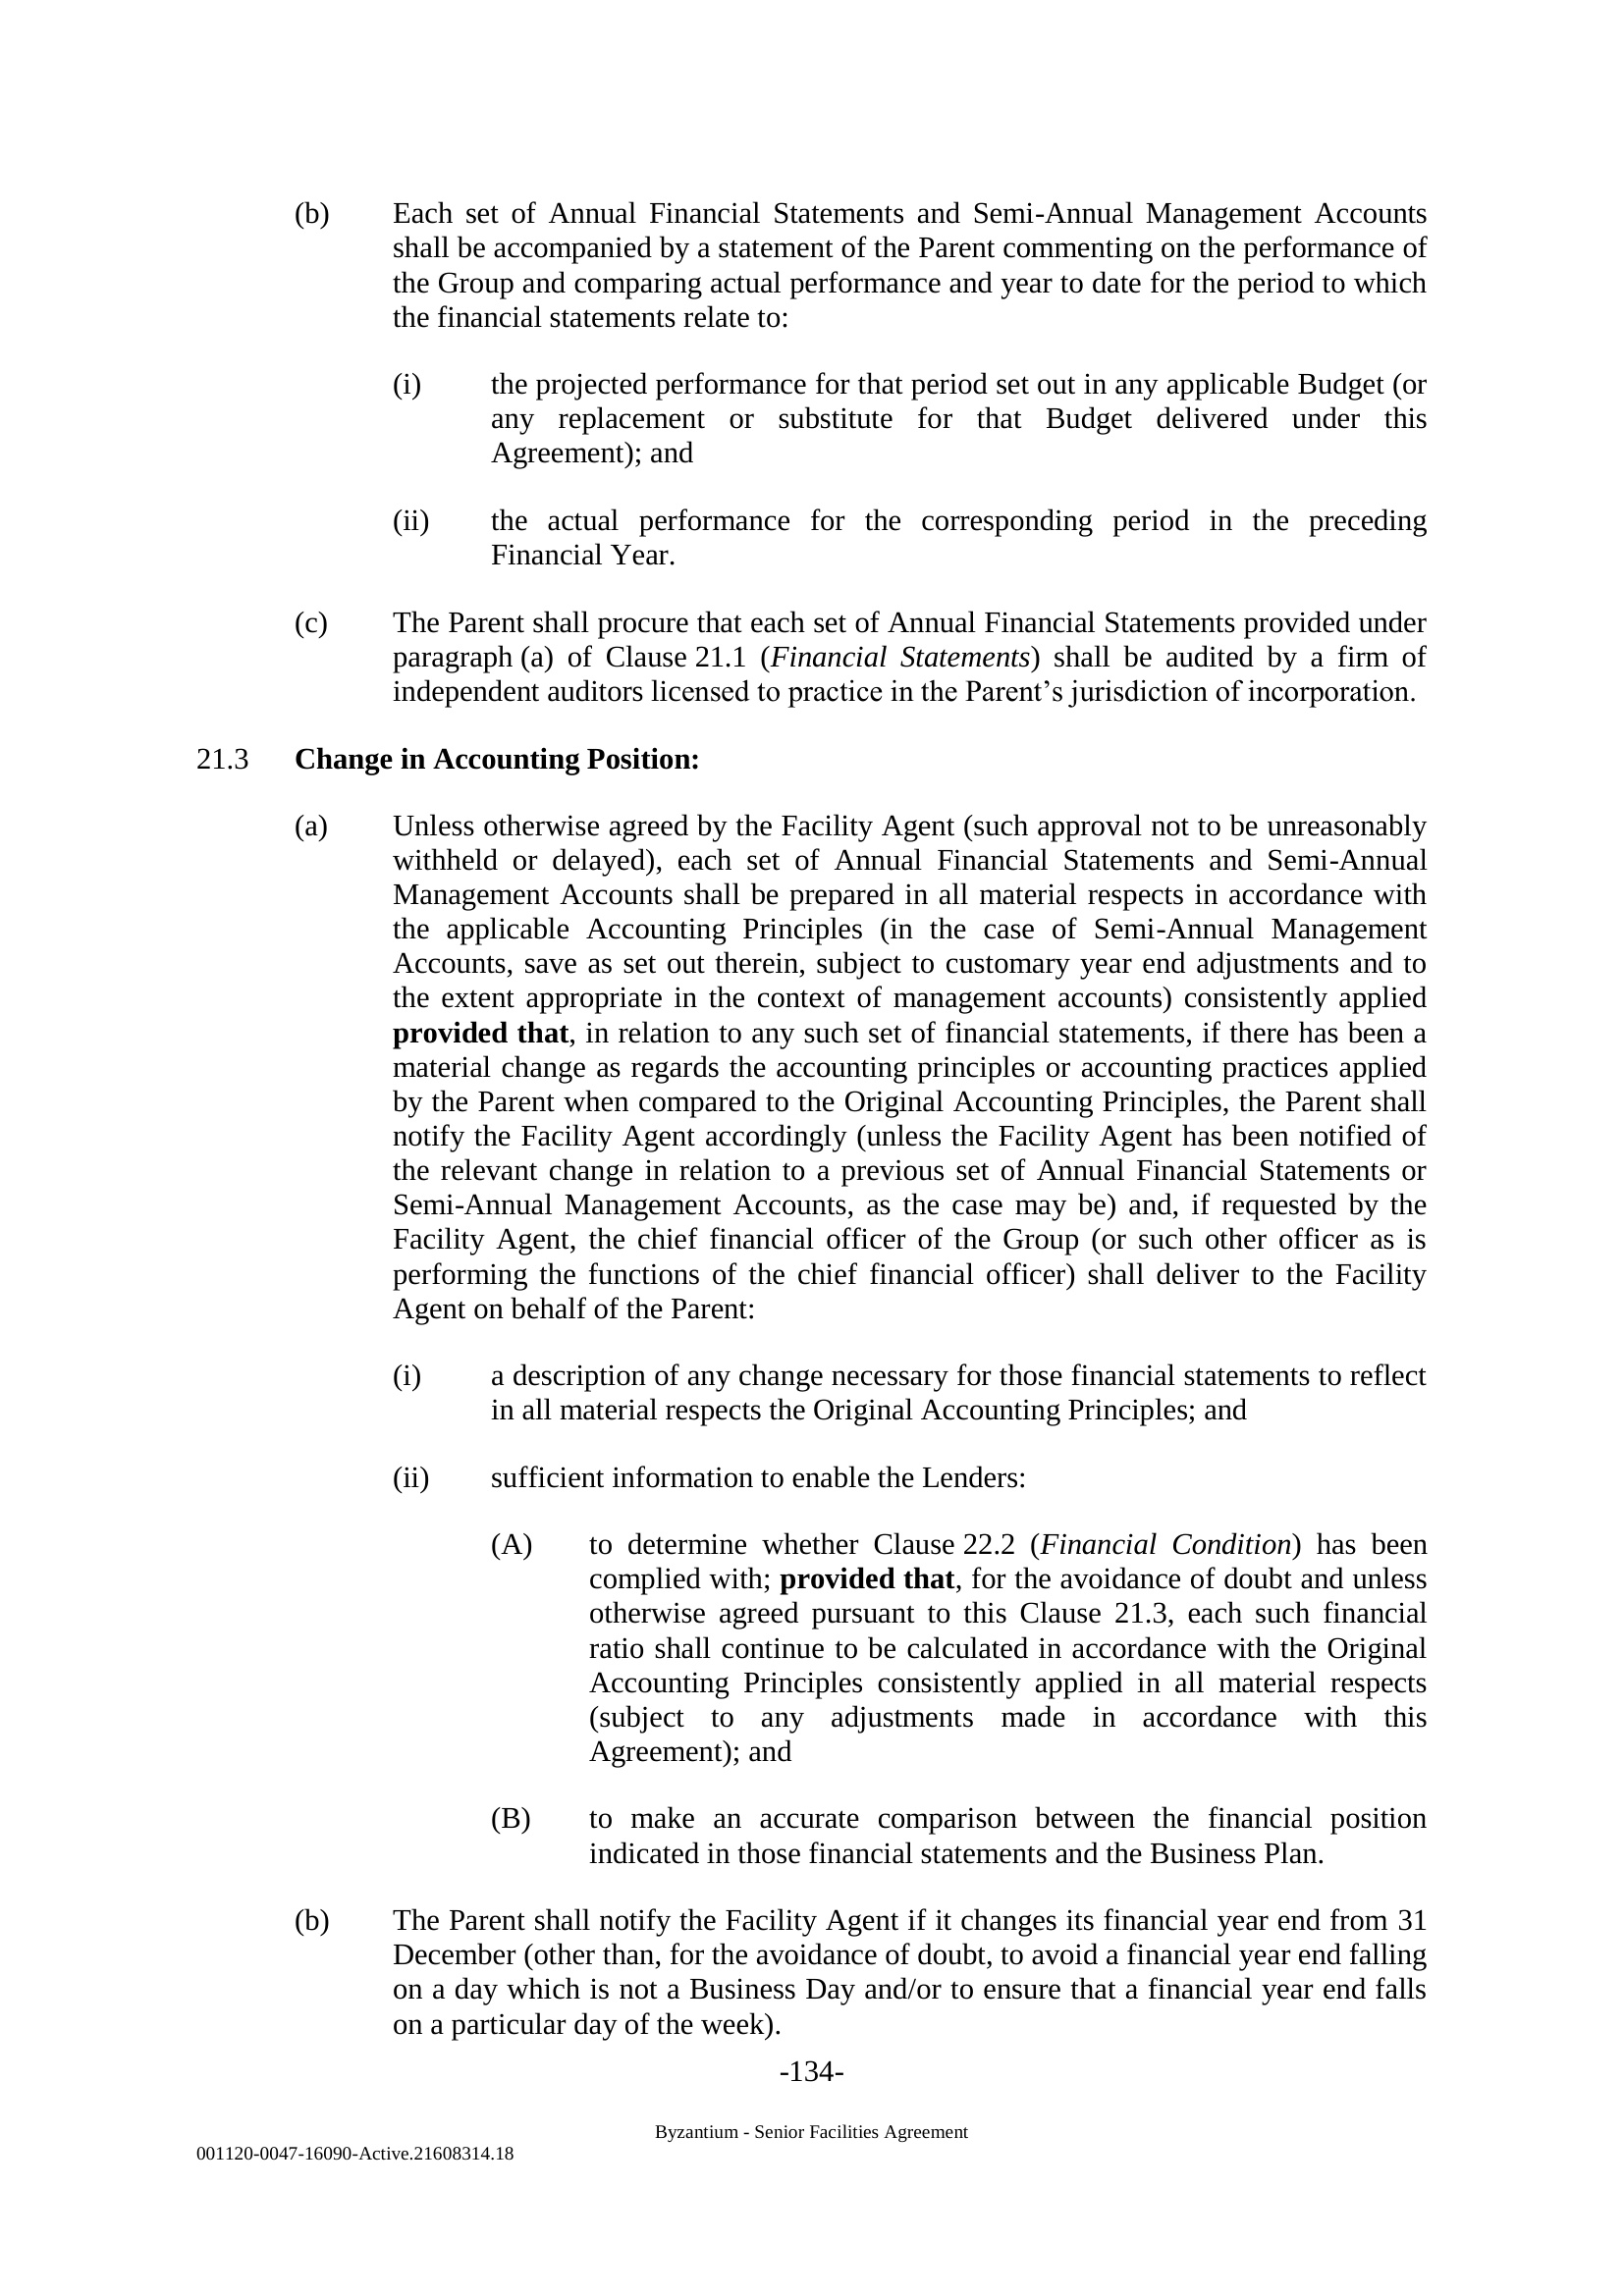 (b) Each set of Annual Financial Statements and Semi-Annual Management Accounts
shall be accompanied by a statement of the Parent commenting on the performance of
the Group and comparing actual performance and year to date for the period to which
the financial statements relate to:
(i) the projected performance for that period set out in any applicable Budget (or
any replacement or substitute for that Budget delivered under this
Agreement); and
(ii) the actual performance for the corresponding period in the preceding
Financial Year.
(c) The Parent shall procure that each set of Annual Financial Statements provided under
paragraph (a) of Clause 21.1 (Financial Statements) shall be audited by a firm of
independent auditors licensed to practice in the Parent’s jurisdiction of incorporation.
21.3 Change in Accounting Position:
(a) Unless otherwise agreed by the Facility Agent (such approval not to be unreasonably
withheld or delayed), each set of Annual Financial Statements and Semi-Annual
Management Accounts shall be prepared in all material respects in accordance with
the applicable Accounting Principles (in the case of Semi-Annual Management
Accounts, save as set out therein, subject to customary year end adjustments and to
the extent appropriate in the context of management accounts) consistently applied
provided that, in relation to any such set of financial statements, if there has been a
material change as regards the accounting principles or accounting practices applied
by the Parent when compared to the Original Accounting Principles, the Parent shall
notify the Facility Agent accordingly (unless the Facility Agent has been notified of
the relevant change in relation to a previous set of Annual Financial Statements or
Semi-Annual Management Accounts, as the case may be) and, if requested by the
Facility Agent, the chief financial officer of the Group (or such other officer as is
performing the functions of the chief financial officer) shall deliver to the Facility
Agent on behalf of the Parent:
(i) a description of any change necessary for those financial statements to reflect
in all material respects the Original Accounting Principles; and
(ii) sufficient information to enable the Lenders:
(A) to determine whether Clause 22.2 (Financial Condition) has been
complied with; provided that, for the avoidance of doubt and unless
otherwise agreed pursuant to this Clause 21.3, each such financial
ratio shall continue to be calculated in accordance with the Original
Accounting Principles consistently applied in all material respects
(subject to any adjustments made in accordance with this
Agreement); and
(B) to make an accurate comparison between the financial position
indicated in those financial statements and the Business Plan.
(b) The Parent shall notify the Facility Agent if it changes its financial year end from 31
December (other than, for the avoidance of doubt, to avoid a financial year end falling
on a day which is not a Business Day and/or to ensure that a financial year end falls
on a particular day of the week).
-134-
Byzantium - Senior Facilities Agreement
001120-0047-16090-Active.21608314.18